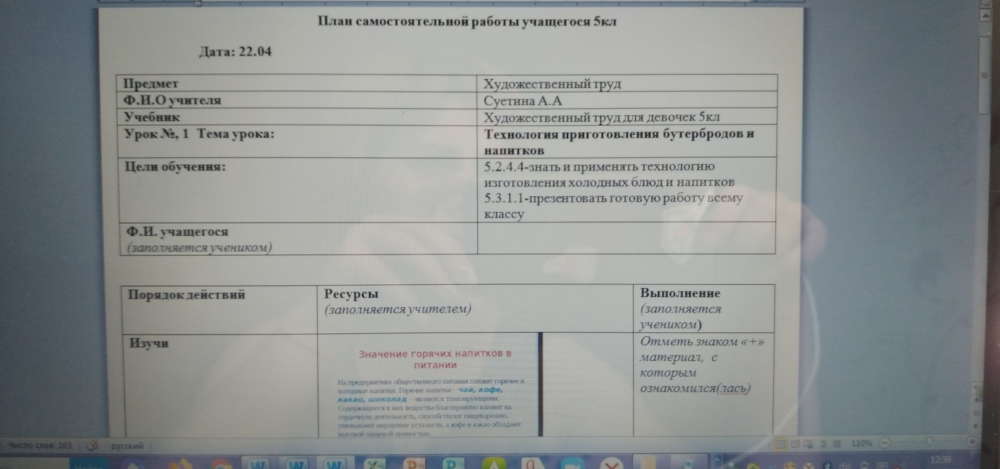 План самостоятельной работы учащегося 5кл
Дата: 22.04
Предмет
Художественный труд
Ф.И.О учителя
Суетина А.А
Учебник
Художественный труд для девочек 5кл
Урок №, 1 Тема урока:
Технология приготовления бутербродов и
напитков
Цели обучения:
5.2.4.4-знать и применять технологию
изготовления холодных блюд и напитков
5.3.1.1-презентовать готовую работу всему
классу
Ф.И. учащегося
(заполняется учеником)
Порядок действий
Ресурсы
(заполняется учителем)
Выполнение
(заполняется
учеником)
Изучи
Значение горячих напитков в
питании
На предприятиях общественного питания готовят горячие и
холодные напитки. Горячие напитки – чай, кофе,
какао, шоколад – являются тонизирующими.
Содержащиеся в них вещества благоприятно влияют на
сердечную деятельность, способствуют пищеварению,
уменьшают ощущение усталости, а кофе и какао обладают
высокой пищевой ценностью.
Отметь знаком «+»
материал, с
которым
ознакомился(лась)
Число слов: 163
русский
110%
12:59